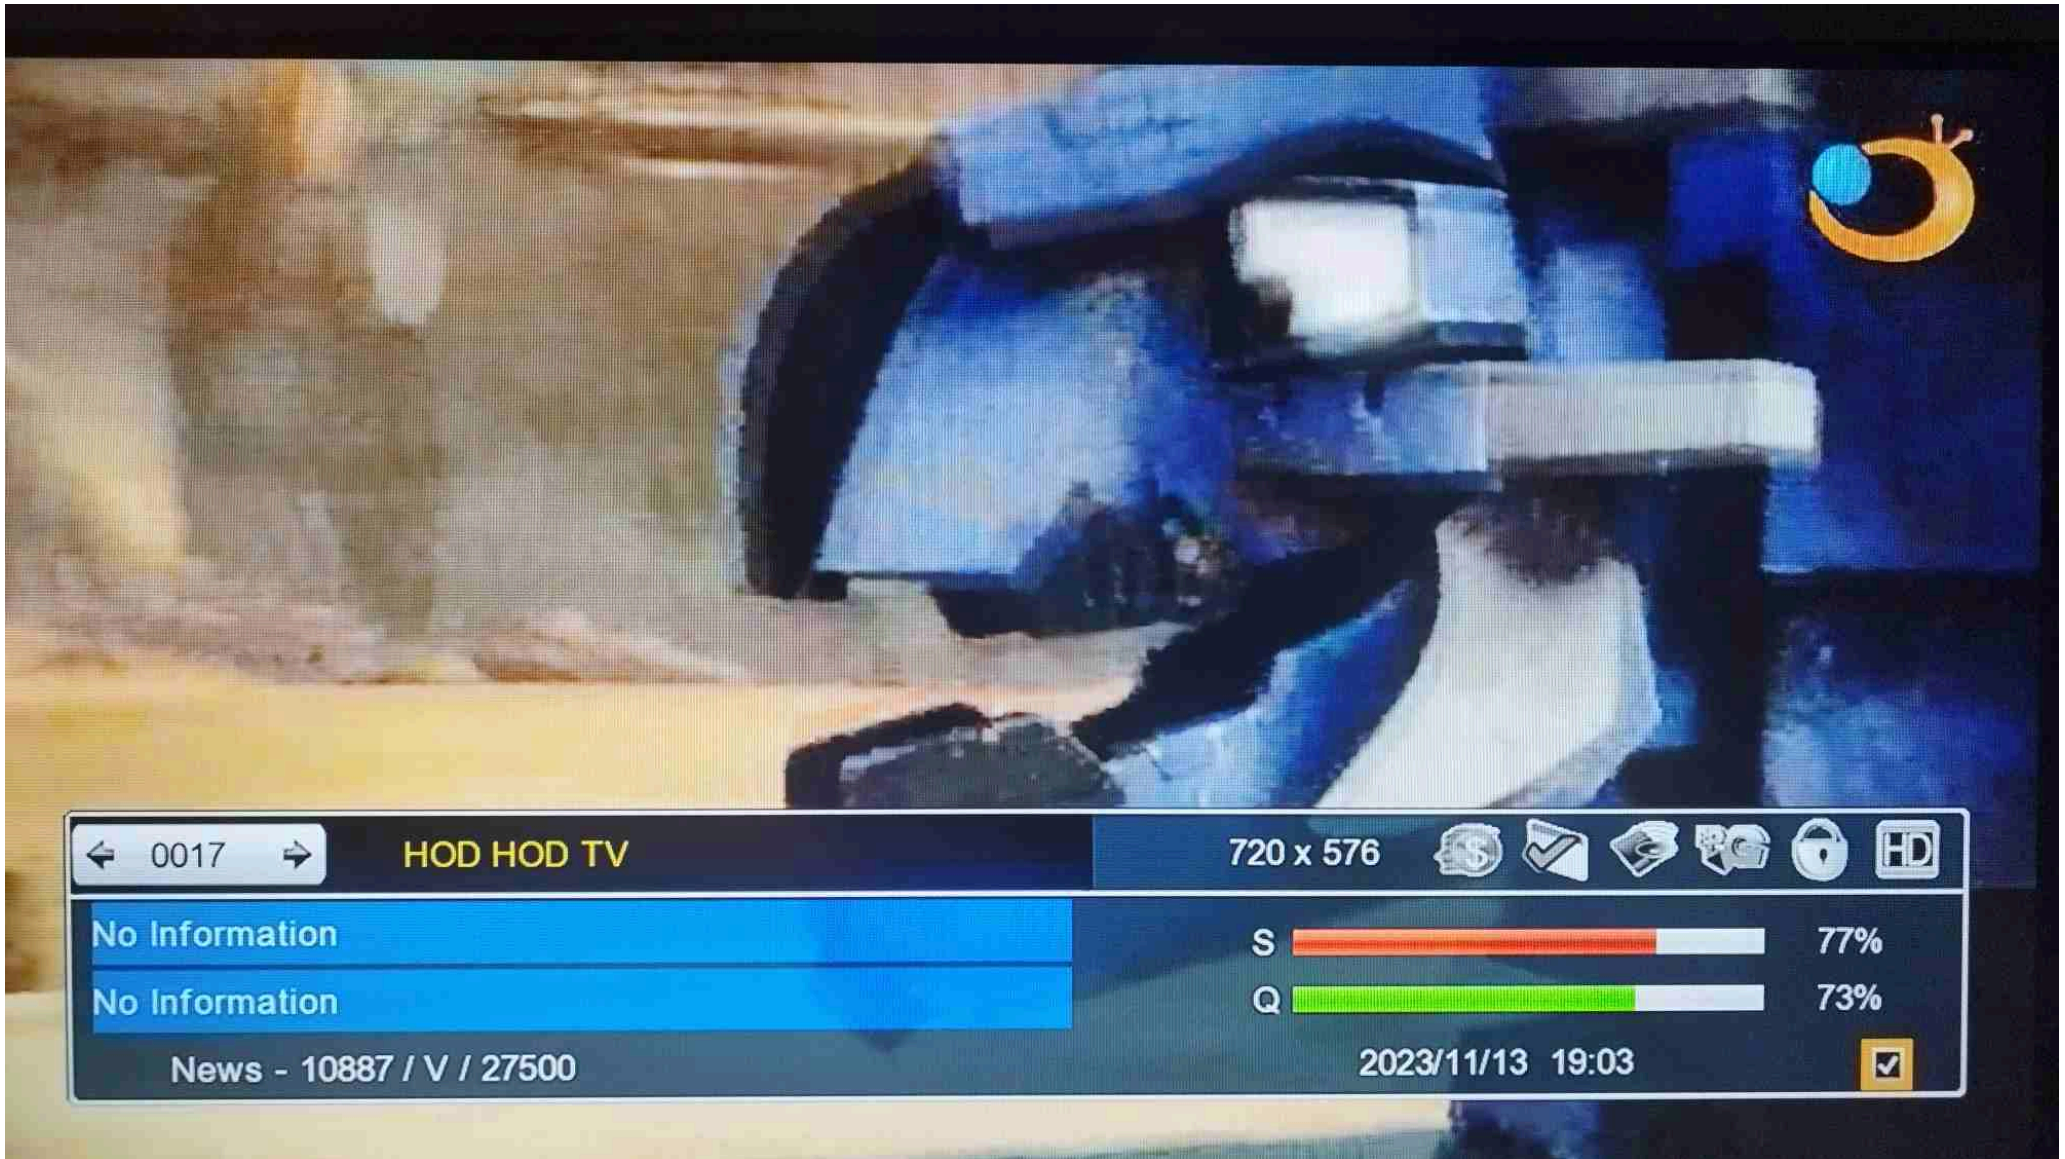 0017 HOD HOD TV 720 x 576 HD
No Information S 77%
No Information Q 73%
News - 10887 / V / 27500 2023/11/13 19:03